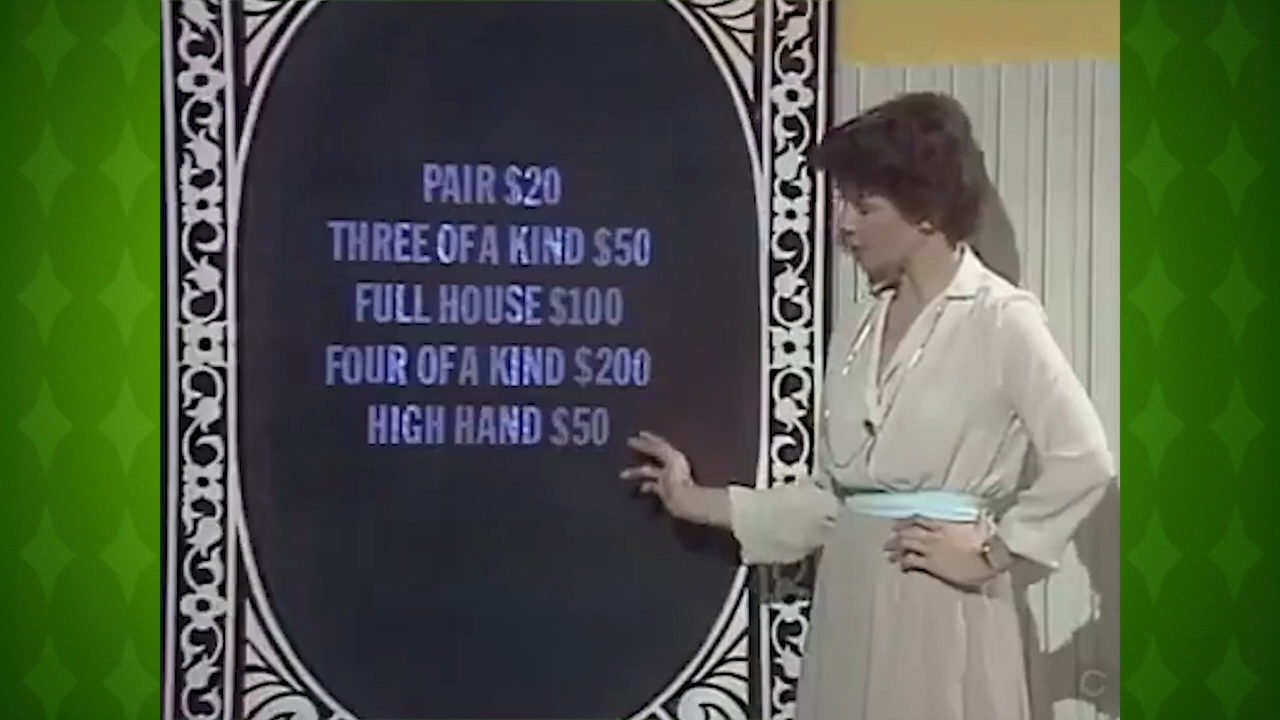 PAIR $20
THREE OF A KIND $50
FULL HOUSE $100
FOUR OF A KIND $200
HIGH HAND $50
C